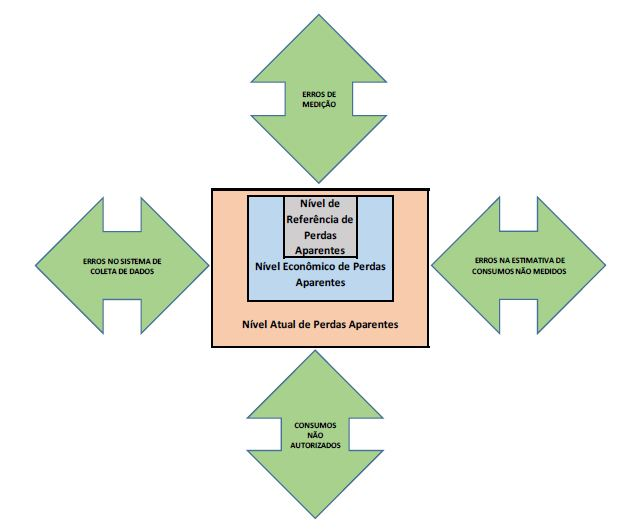 ERROS DE
MEDIÇÃO
Nível de
Referência de
Perdas
Aparentes
Nível Econômico de Perdas
Aparentes
Nível Atual de Perdas Aparentes
ERROS NO SISTEMA DE
COLETA DE DADOS
ERROS NA ESTIMATIVA DE
CONSUMOS NÃO MEDIDOS
CONSUMOS
NÃO
AUTORIZADOS